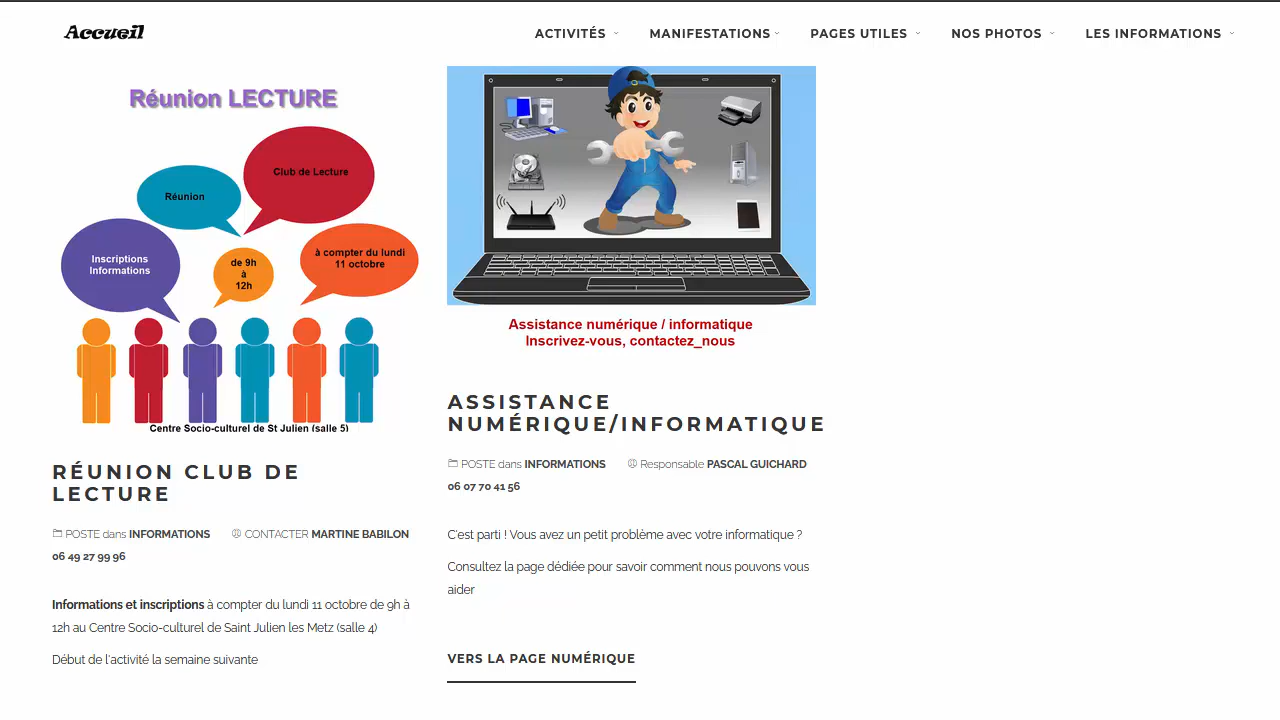 Accueil
ACTIVITÉS
MANIFESTATIONS
PAGES UTILES
NOS PHOTOS
LES INFORMATIONS
Réunion LECTURE
Club de Lecture
Réunion
Inscriptions
Informations
de 9h
à
12h
à compter du lundi
11 octobre
Centre Socio-culturel de St Julien (salle 5)
RÉUNION CLUB DE
LECTURE
POSTE dans INFORMATIONS
CONTACTER MARTINE BABILON
06 49 27 99 96
Informations et inscriptions à compter du lundi 11 octobre de 9h à
12h au Centre Socio-culturel de Saint Julien les Metz (salle 4)
Début de l'activité la semaine suivante
Assistance numérique / informatique
Inscrivez-vous, contactez_nous
ASSISTANCE
NUMÉRIQUE/INFORMATIQUE
POSTE dans INFORMATIONS
Responsable PASCAL GUICHARD
06 07 70 41 56
C'est parti ! Vous avez un petit problème avec votre informatique ?
Consultez la page dédiée pour savoir comment nous pouvons vous
aider
VERS LA PAGE NUMÉRIQUE